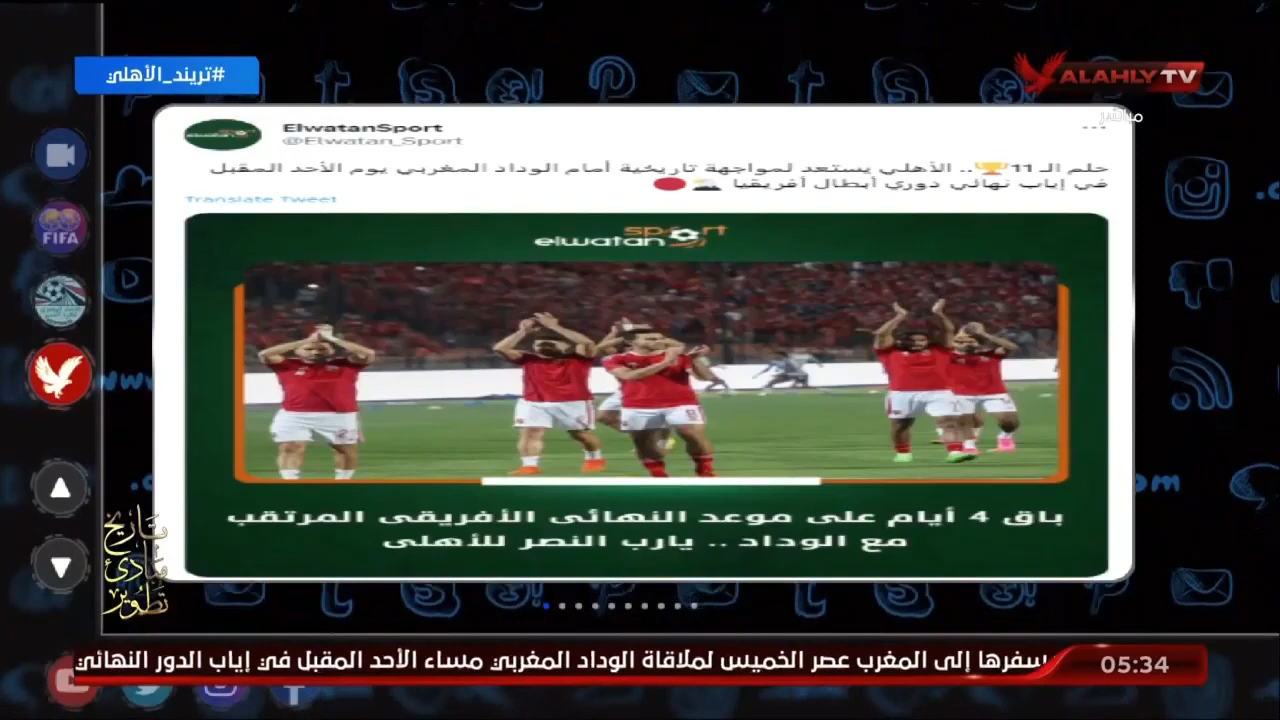 #تريند_الأهلي
ALAHLY TV
مباشر
ElwatanSport
@Elwatan_Sport
حلم الـ 11🏆.. الأهلي يستعد لمواجهة تاريخية أمام الوداد المغربي يوم الأحد المقبل
في إياب نهائي دوري أبطال أفريقيا
Translate Tweet
sport
elwatan
FIFA
باق 4 أيام على موعد النهائى الأفريقى المرتقب
مع الوداد .. يارب النصر للأهلى
تاريخ
مبادئ
تطوير
سفرها إلى المغرب عصر الخميس لملاقاة الوداد المغربي مساء الأحد المقبل في إياب الدور النهائي
05:34